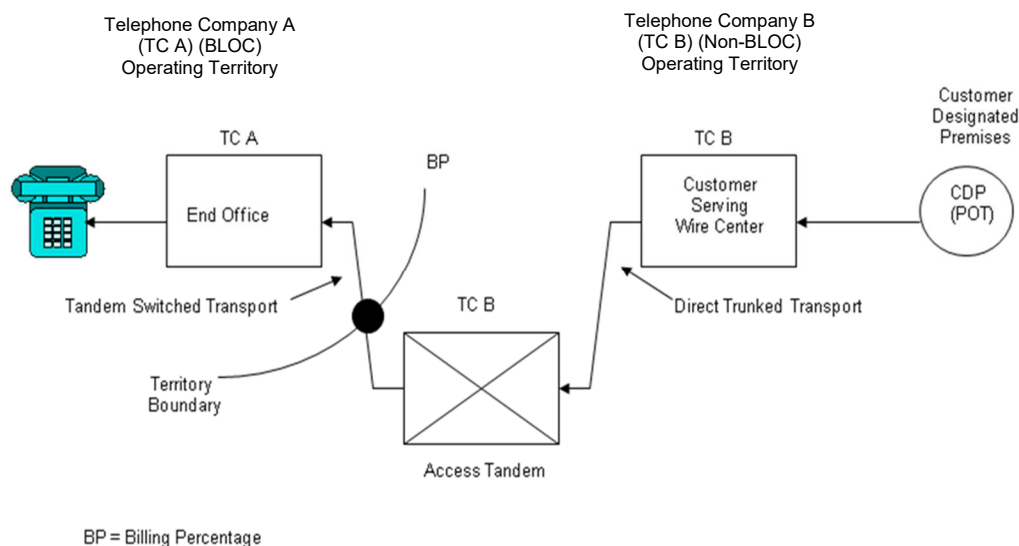 Telephone Company A
(TC A) (BLOC)
Operating Territory
Telephone Company B
(TC B) (Non-BLOC)
Operating Territory
Customer
Designated
Premises
TC A
BP
TC B
End Office
Customer
Serving
Wire Center
CDP
(POT)
Tandem Switched Transport
TC B
Direct Trunked Transport
Territory
Boundary
Access Tandem
BP = Billing Percentage